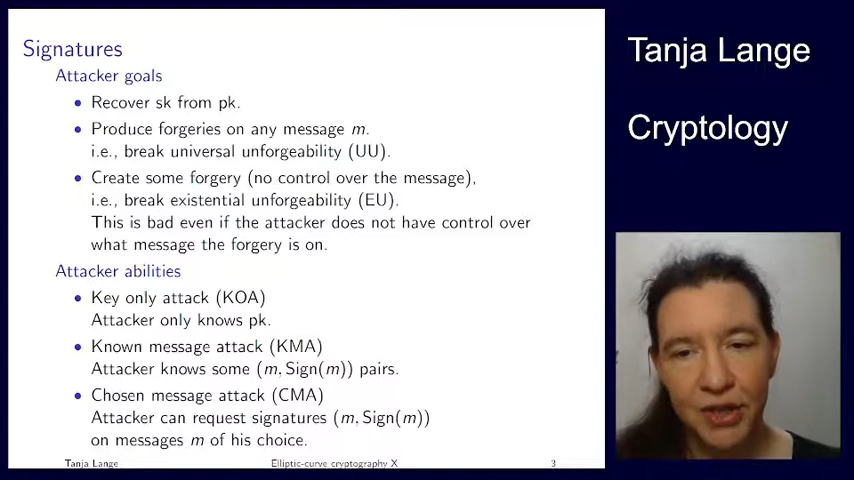 Signatures
Attacker goals
• Recover sk from pk.
• Produce forgeries on any message m.
i.e., break universal unforgeability (UU).
• Create some forgery (no control over the message),
i.e., break existential unforgeability (EU).
This is bad even if the attacker does not have control over
what message the forgery is on.
Attacker abilities
• Key only attack (KOA)
Attacker only knows pk.
• Known message attack (KMA)
Attacker knows some (m, Sign(m)) pairs.
• Chosen message attack (CMA)
Attacker can request signatures (m, Sign(m))
on messages m of his choice.
Tanja Lange Elliptic-curve cryptography X 3
Tanja Lange
Cryptology